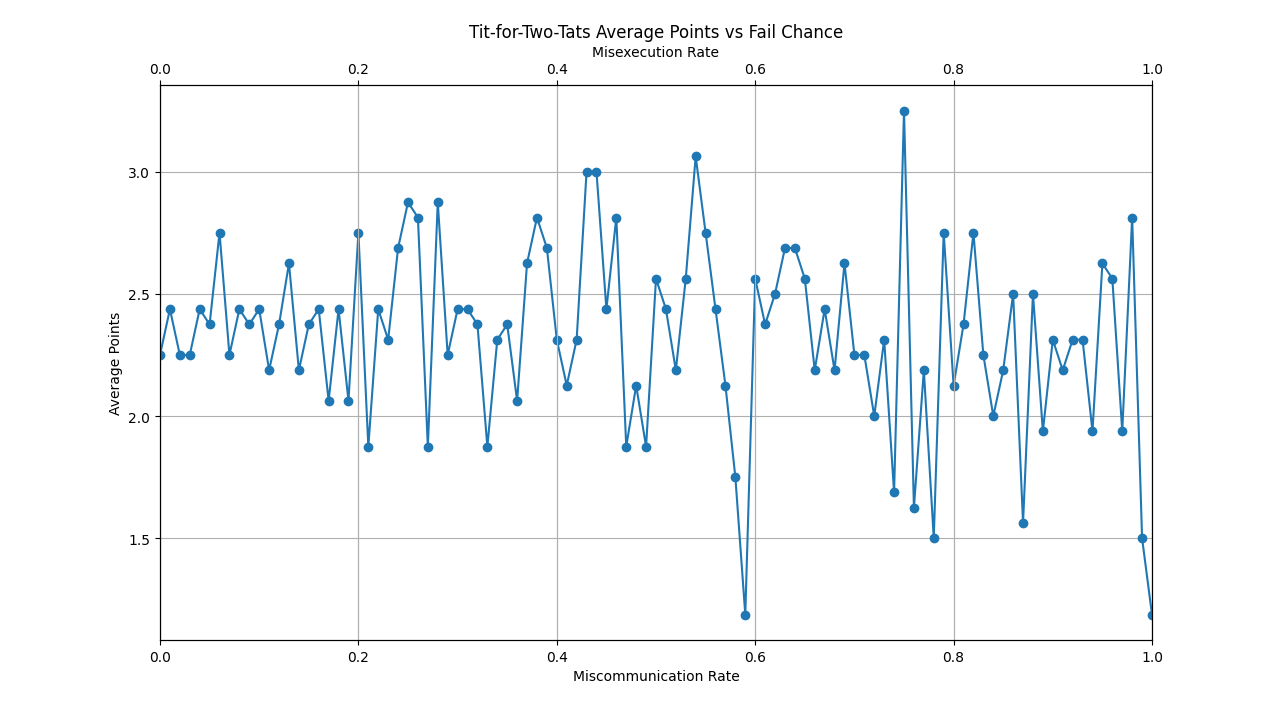 Tit-for-Two-Tats Average Points vs Fail Chance
Misexecution Rate
0.0 0.2 0.4 0.6 0.8 1.0
3.0
2.5
2.0
1.5
Average Points
0.0 0.2 0.4 0.6 0.8 1.0
Miscommunication Rate